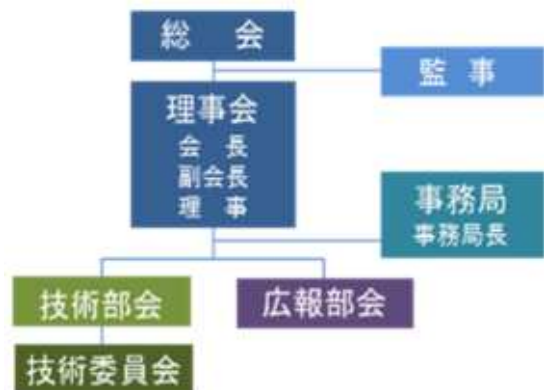 総　会
監　事
理事会
会　長
副会長
理　事
事務局
事務局長
技術部会
広報部会
技術委員会